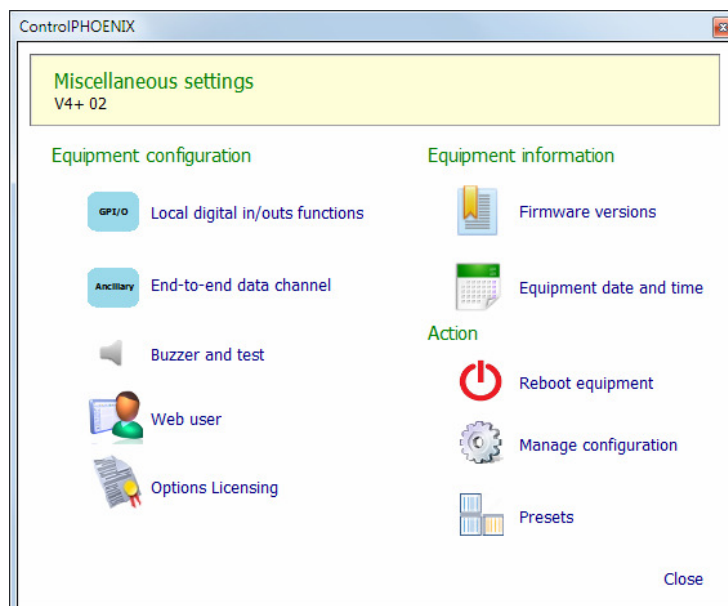 ControlPHOENIX
Miscellaneous settings
V4+ 02
Equipment configuration
GPI/O Local digital in/outs functions
Ancillary End-to-end data channel
Buzzer and test
Web user
Options Licensing
Equipment information
Firmware versions
Equipment date and time
Action
Reboot equipment
Manage configuration
Presets
Close